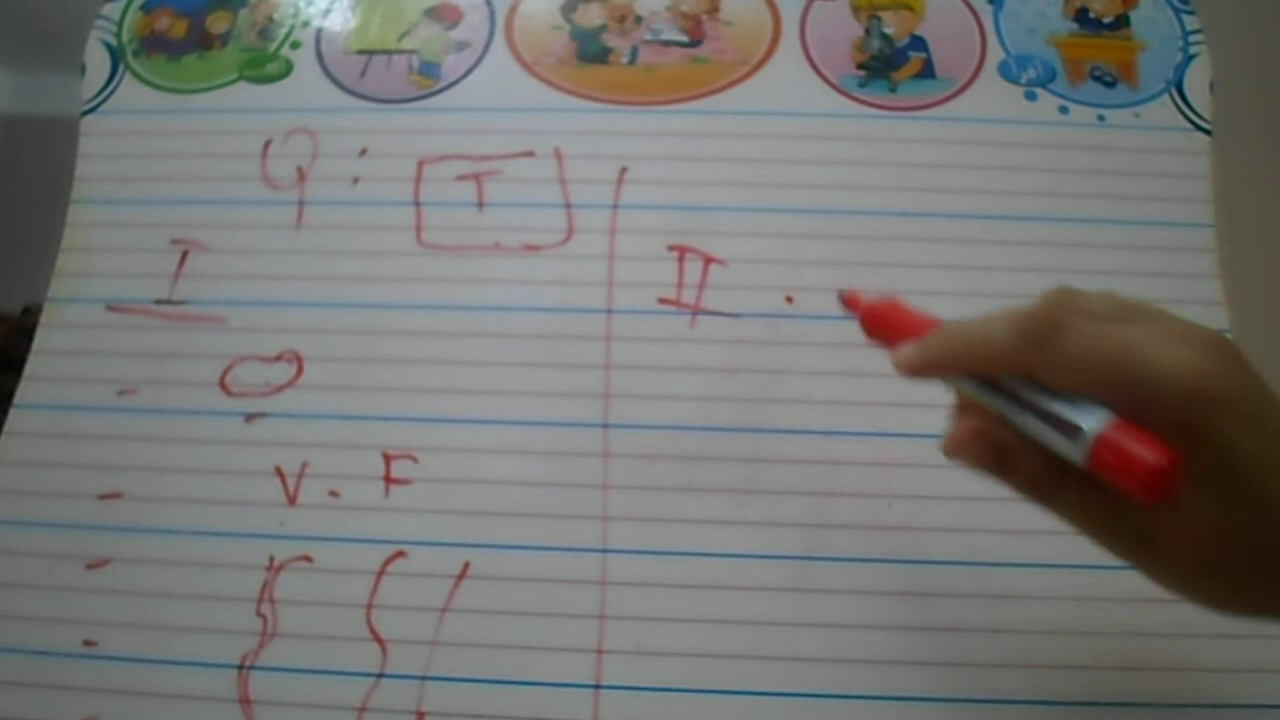 Q : T
I
-
- V . F
-
-
II .